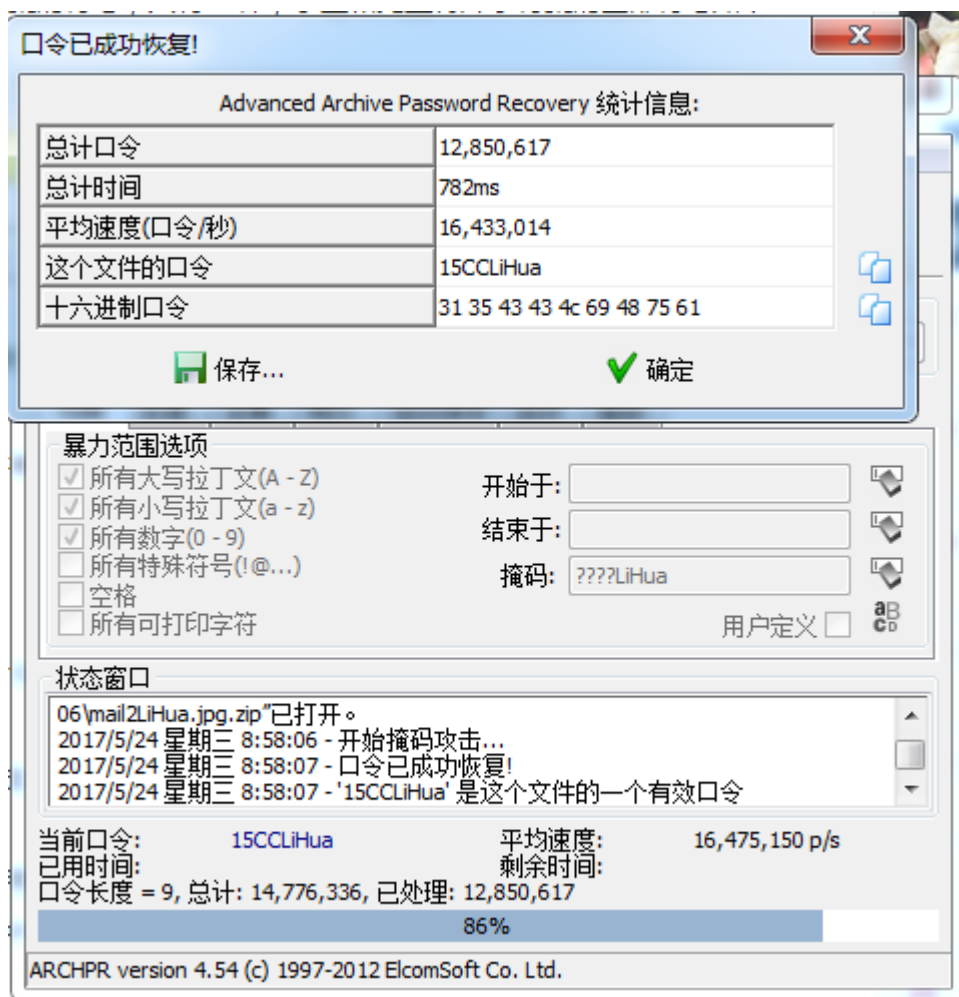 口令已成功恢复!
Advanced Archive Password Recovery 统计信息:
总计口令 12,850,617
总计时间 782ms
平均速度(口令/秒) 16,433,014
这个文件的口令 15CCLiHua
十六进制口令 31 35 43 43 4c 69 48 75 61
保存... 确定
暴力范围选项
所有大写拉丁文(A - Z)
所有小写拉丁文(a - z)
所有数字(0 - 9)
所有特殊符号(!@...)
空格
所有可打印字符
开始于:
结束于:
掩码: ????LiHua
用户定义
状态窗口
06\mail2LiHua.jpg.zip"已打开。
2017/5/24 星期三 8:58:06 - 开始掩码攻击...
2017/5/24 星期三 8:58:07 - 口令已成功恢复!
2017/5/24 星期三 8:58:07 - '15CCLiHua' 是这个文件的一个有效口令
当前口令: 15CCLiHua 平均速度: 16,475,150 p/s
已用时间: 剩余时间:
口令长度 = 9, 总计: 14,776,336, 已处理: 12,850,617
86%
ARCHPR version 4.54 (c) 1997-2012 ElcomSoft Co. Ltd.